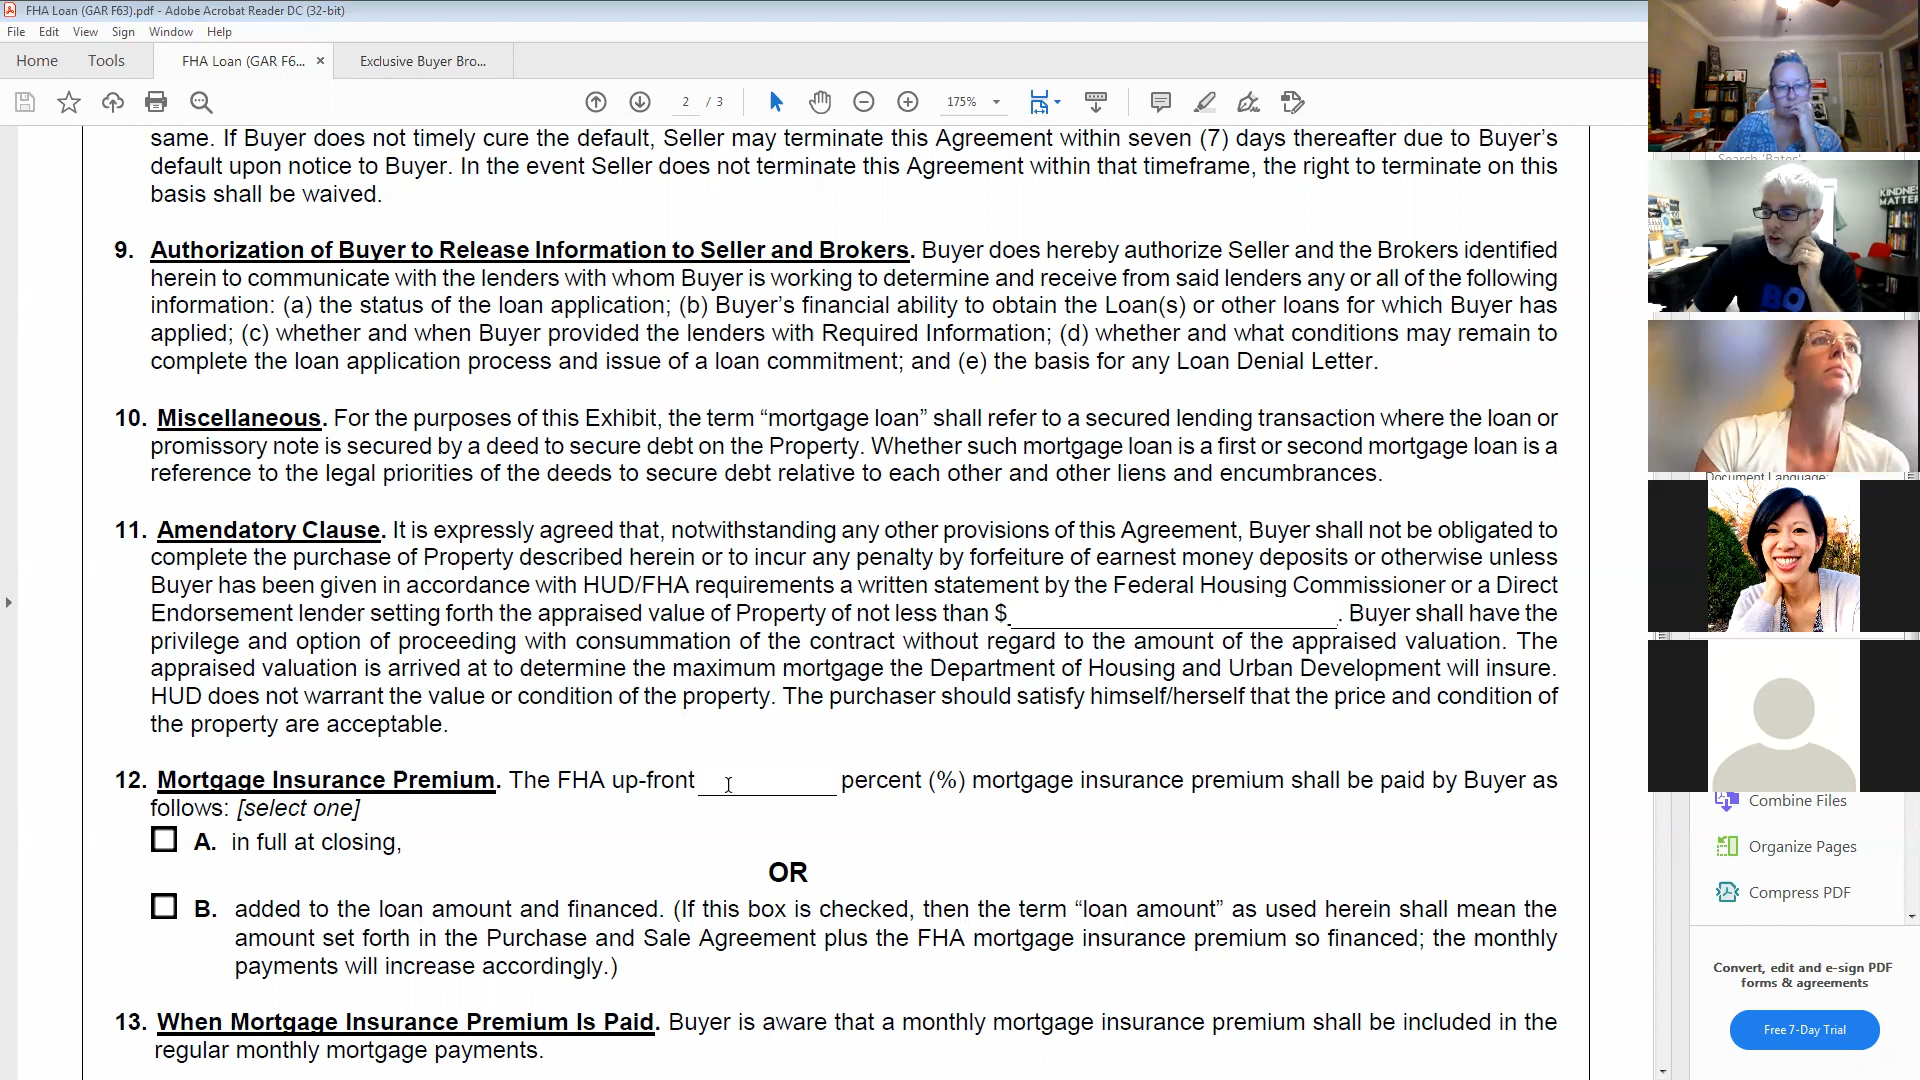 FHA Loan (GAR F63).pdf - Adobe Acrobat Reader DC (32-bit)
File Edit View Sign Window Help
Home Tools FHA Loan (GAR F6... × Exclusive Buyer Bro...
2 / 3 175%
same. If Buyer does not timely cure the default, Seller may terminate this Agreement within seven (7) days thereafter due to Buyer's
default upon notice to Buyer. In the event Seller does not terminate this Agreement within that timeframe, the right to terminate on this
basis shall be waived.
9. Authorization of Buyer to Release Information to Seller and Brokers. Buyer does hereby authorize Seller and the Brokers identified
herein to communicate with the lenders with whom Buyer is working to determine and receive from said lenders any or all of the following
information: (a) the status of the loan application; (b) Buyer's financial ability to obtain the Loan(s) or other loans for which Buyer has
applied; (c) whether and when Buyer provided the lenders with Required Information; (d) whether and what conditions may remain to
complete the loan application process and issue of a loan commitment; and (e) the basis for any Loan Denial Letter.
10. Miscellaneous. For the purposes of this Exhibit, the term “mortgage loan” shall refer to a secured lending transaction where the loan or
promissory note is secured by a deed to secure debt on the Property. Whether such mortgage loan is a first or second mortgage loan is a
reference to the legal priorities of the deeds to secure debt relative to each other and other liens and encumbrances.
11. Amendatory Clause. It is expressly agreed that, notwithstanding any other provisions of this Agreement, Buyer shall not be obligated to
complete the purchase of Property described herein or to incur any penalty by forfeiture of earnest money deposits or otherwise unless
Buyer has been given in accordance with HUD/FHA requirements a written statement by the Federal Housing Commissioner or a Direct
Endorsement lender setting forth the appraised value of Property of not less than $__________. Buyer shall have the
privilege and option of proceeding with consummation of the contract without regard to the amount of the appraised valuation. The
appraised valuation is arrived at to determine the maximum mortgage the Department of Housing and Urban Development will insure.
HUD does not warrant the value or condition of the property. The purchaser should satisfy himself/herself that the price and condition of
the property are acceptable.
12. Mortgage Insurance Premium. The FHA up-front __________ percent (%) mortgage insurance premium shall be paid by Buyer as
follows: [select one]
A. in full at closing,
OR
B. added to the loan amount and financed. (If this box is checked, then the term “loan amount” as used herein shall mean the
amount set forth in the Purchase and Sale Agreement plus the FHA mortgage insurance premium so financed; the monthly
payments will increase accordingly.)
13. When Mortgage Insurance Premium Is Paid. Buyer is aware that a monthly mortgage insurance premium shall be included in the
regular monthly mortgage payments.
Search 'Bates'
KINDNE
MATTER
BO
Document Language:
Combine Files
Organize Pages
Compress PDF
Convert, edit and e-sign PDF
forms & agreements
Free 7-Day Trial